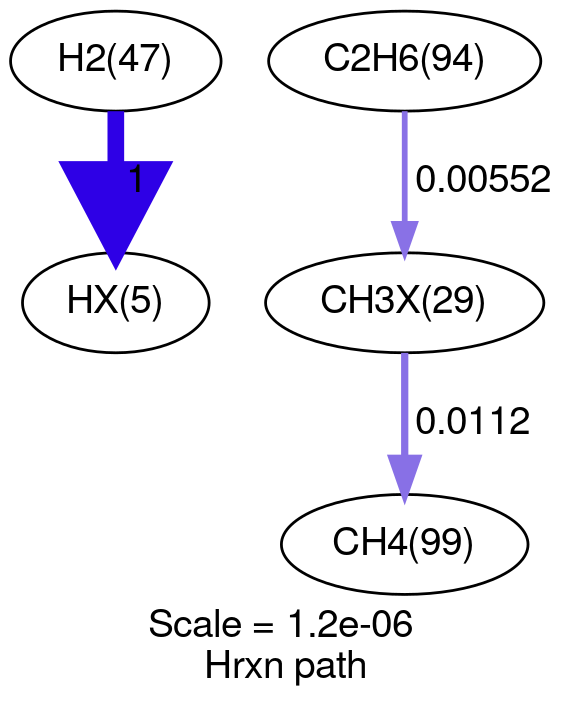 H2(47)
C2H6(94)
1
0.00552
HX(5)
CH3X(29)
0.0112
CH4(99)
Scale = 1.2e-06
Hrxn path